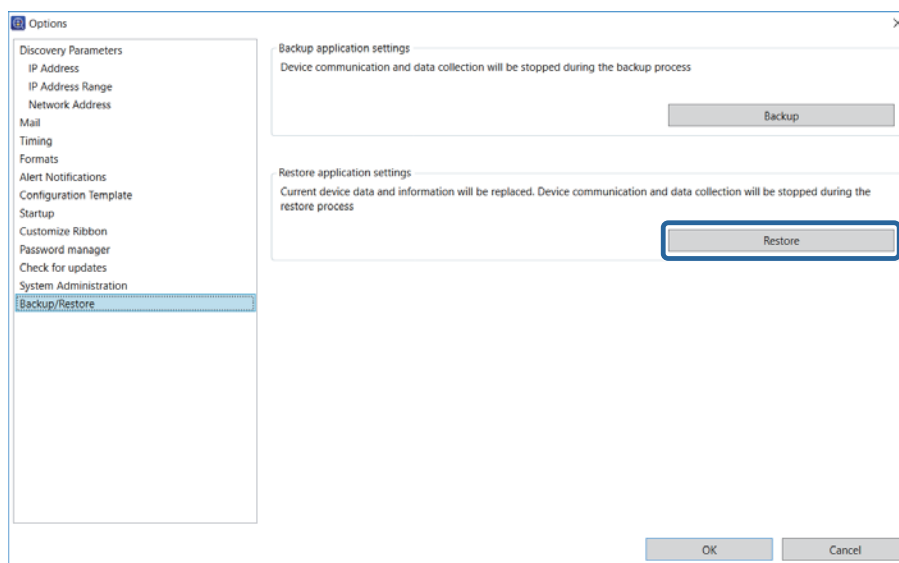 Options
Discovery Parameters
IP Address
IP Address Range
Network Address
Mail
Timing
Formats
Alert Notifications
Configuration Template
Startup
Customize Ribbon
Password manager
Check for updates
System Administration
Backup/Restore
Backup application settings
Device communication and data collection will be stopped during the backup process
Backup
Restore application settings
Current device data and information will be replaced. Device communication and data collection will be stopped during the
restore process
Restore
OK
Cancel